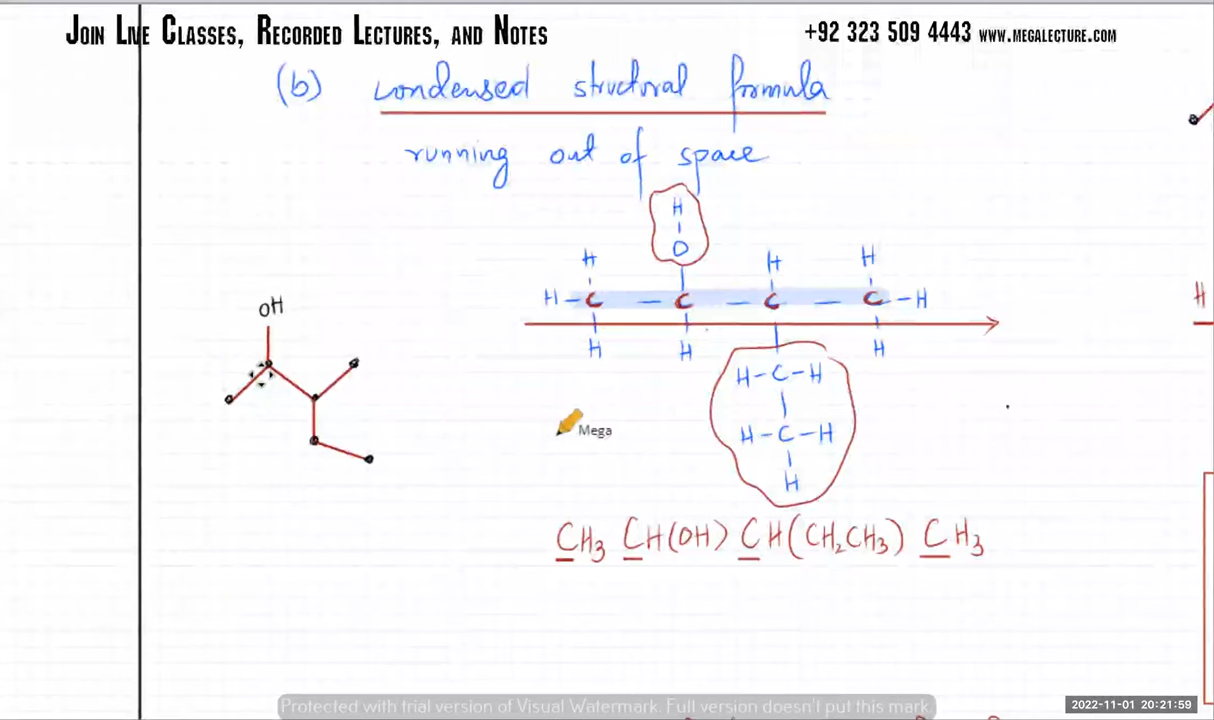 JOIN LIVE CLASSES, RECORDED LECTURES, AND NOTES
+92 323 509 4443 WWW.MEGALECTURE.COM
(b) condensed structural formula
running out of space
H
O
H H H
H-C-C-C-C-H
H H H
H-C-H
H-C-H
H
OH
Mega
H
CH3 CH(OH) CH(CH2CH3) CH3
Protected with trial version of Visual Watermark. Full version doesn't put this mark.
2022-11-01 20:21:59